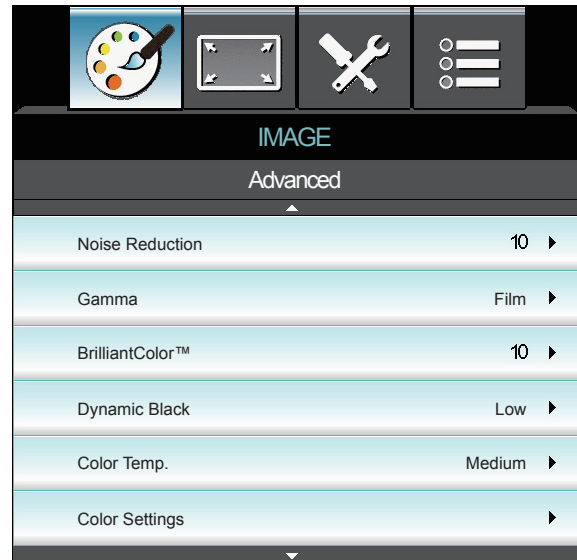 IMAGE
Advanced
Noise Reduction 10
Gamma Film
BrilliantColor™ 10
Dynamic Black Low
Color Temp. Medium
Color Settings